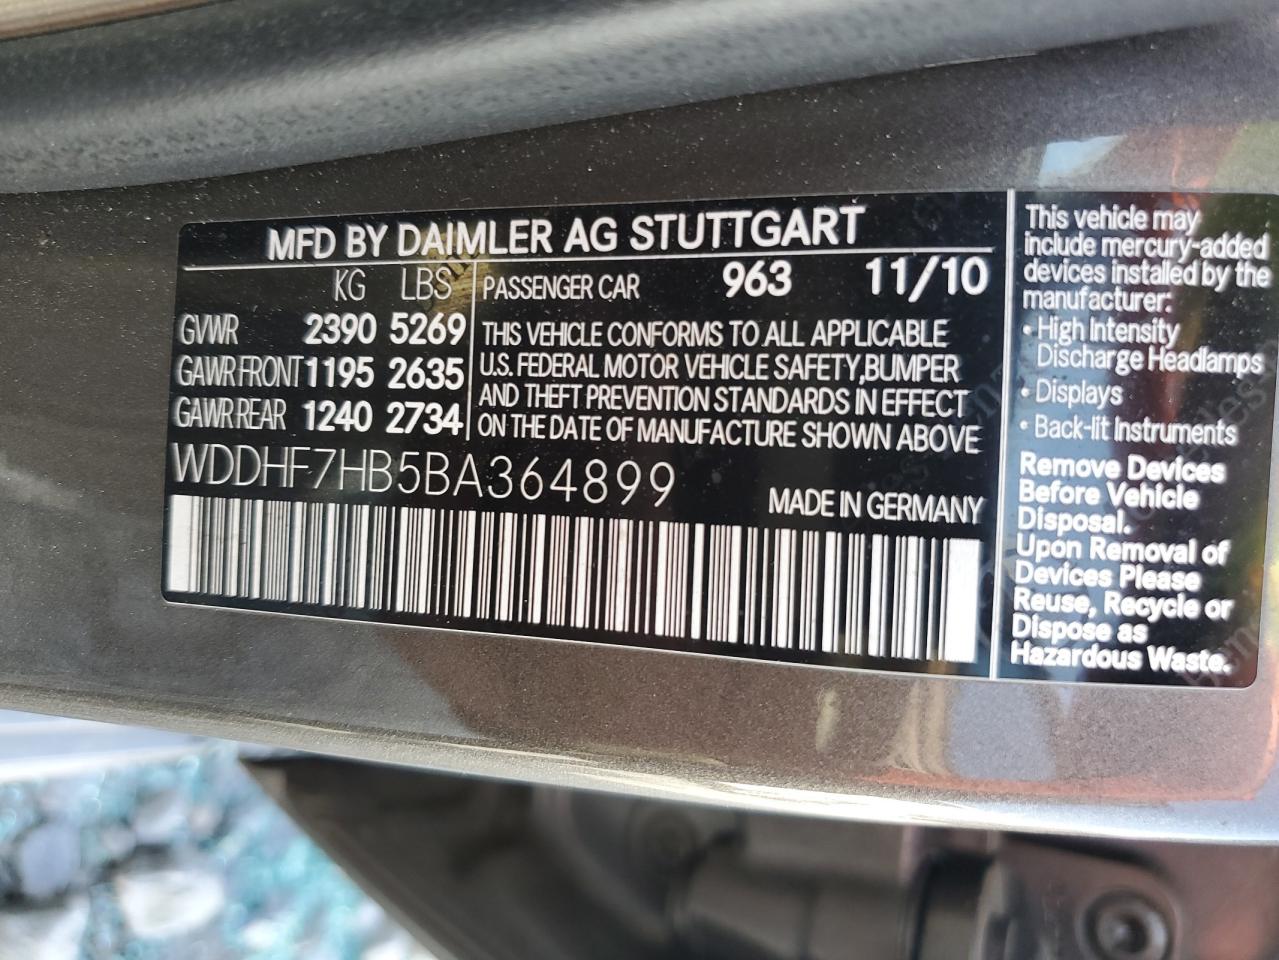 MFD BY DAIMLER AG STUTTGART
KG LBS
GVWR 2390 5269
GAWR FRONT 1195 2635
GAWR REAR 1240 2734
PASSENGER CAR 963 11/10
THIS VEHICLE CONFORMS TO ALL APPLICABLE
U.S. FEDERAL MOTOR VEHICLE SAFETY, BUMPER
AND THEFT PREVENTION STANDARDS IN EFFECT
ON THE DATE OF MANUFACTURE SHOWN ABOVE
WDDHF7HB5BA364899
MADE IN GERMANY
This vehicle may
include mercury-added
devices installed by the
manufacturer:
• High Intensity
Discharge Headlamps
• Displays
• Back-lit Instruments
Remove Devices
Before Vehicle
Disposal.
Upon Removal of
Devices Please
Reuse, Recycle or
Dispose as
Hazardous Waste.